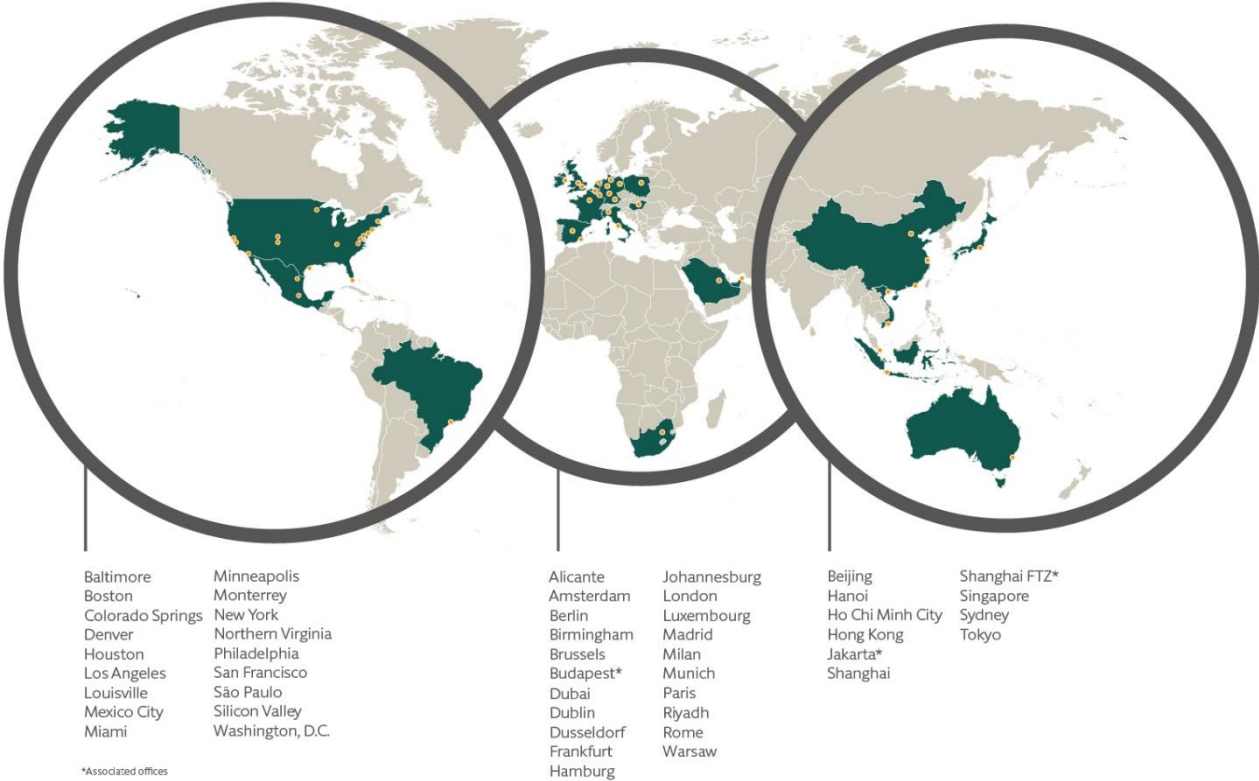 Baltimore
Boston
Colorado Springs
Denver
Houston
Los Angeles
Louisville
Mexico City
Miami
Minneapolis
Monterrey
New York
Northern Virginia
Philadelphia
San Francisco
São Paulo
Silicon Valley
Washington, D.C.
*Associated offices
Alicante
Amsterdam
Berlin
Birmingham
Brussels
Budapest*
Dubai
Dublin
Dusseldorf
Frankfurt
Hamburg
Johannesburg
London
Luxembourg
Madrid
Milan
Munich
Paris
Riyadh
Rome
Warsaw
Beijing
Hanoi
Ho Chi Minh City
Hong Kong
Jakarta*
Shanghai
Shanghai FTZ*
Singapore
Sydney
Tokyo